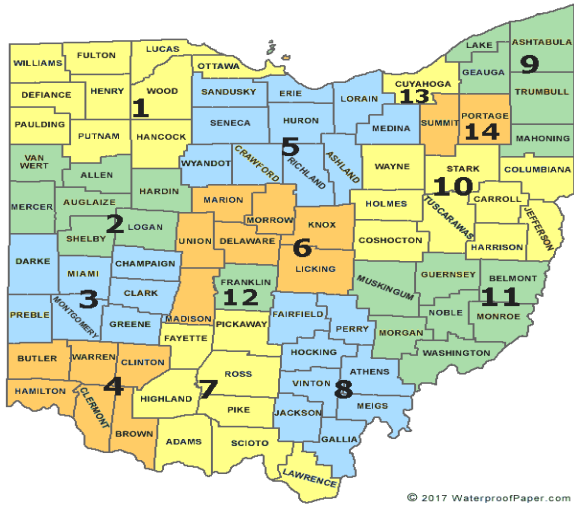 LAKE
ASHTABULA
9
LUCAS
FULTON
WILLIAMS
OTTAWA
GEAUGA
CUYAHOGA
13
TRUMBULL
DEFIANCE
HENRY
WOOD
1
SANDUSKY
ERIE
LORAIN
PORTAGE
14
SUMMIT
PAULDING
PUTNAM
HANCOCK
SENECA
HURON
5
MEDINA
MAHONING
VAN
WERT
ALLEN
WYANDOT
CRAWFORD
RICHLAND
ASHLAND
WAYNE
STARK
10
COLUMBIANA
MERCER
AUGLAIZE
HARDIN
MARION
MORROW
KNOX
HOLMES
TUSCARAWAS
CARROLL
JEFFERSON
2
SHELBY
LOGAN
UNION
DELAWARE
6
COSHOCTON
HARRISON
DARKE
MIAMI
CHAMPAIGN
LICKING
GUERNSEY
BELMONT
11
3
CLARK
FRANKLIN
12
MUSKINGUM
PREBLE
MONTGOMERY
GREENE
MADISON
PICKAWAY
FAIRFIELD
PERRY
MORGAN
NOBLE
MONROE
FAYETTE
WASHINGTON
BUTLER
WARREN
CLINTON
HOCKING
ATHENS
4
ROSS
7
VINTON
8
HAMILTON
CLERMONT
HIGHLAND
PIKE
JACKSON
MEIGS
BROWN
ADAMS
SCIOTO
GALLIA
LAWRENCE
© 2017 WaterproofPaper.com